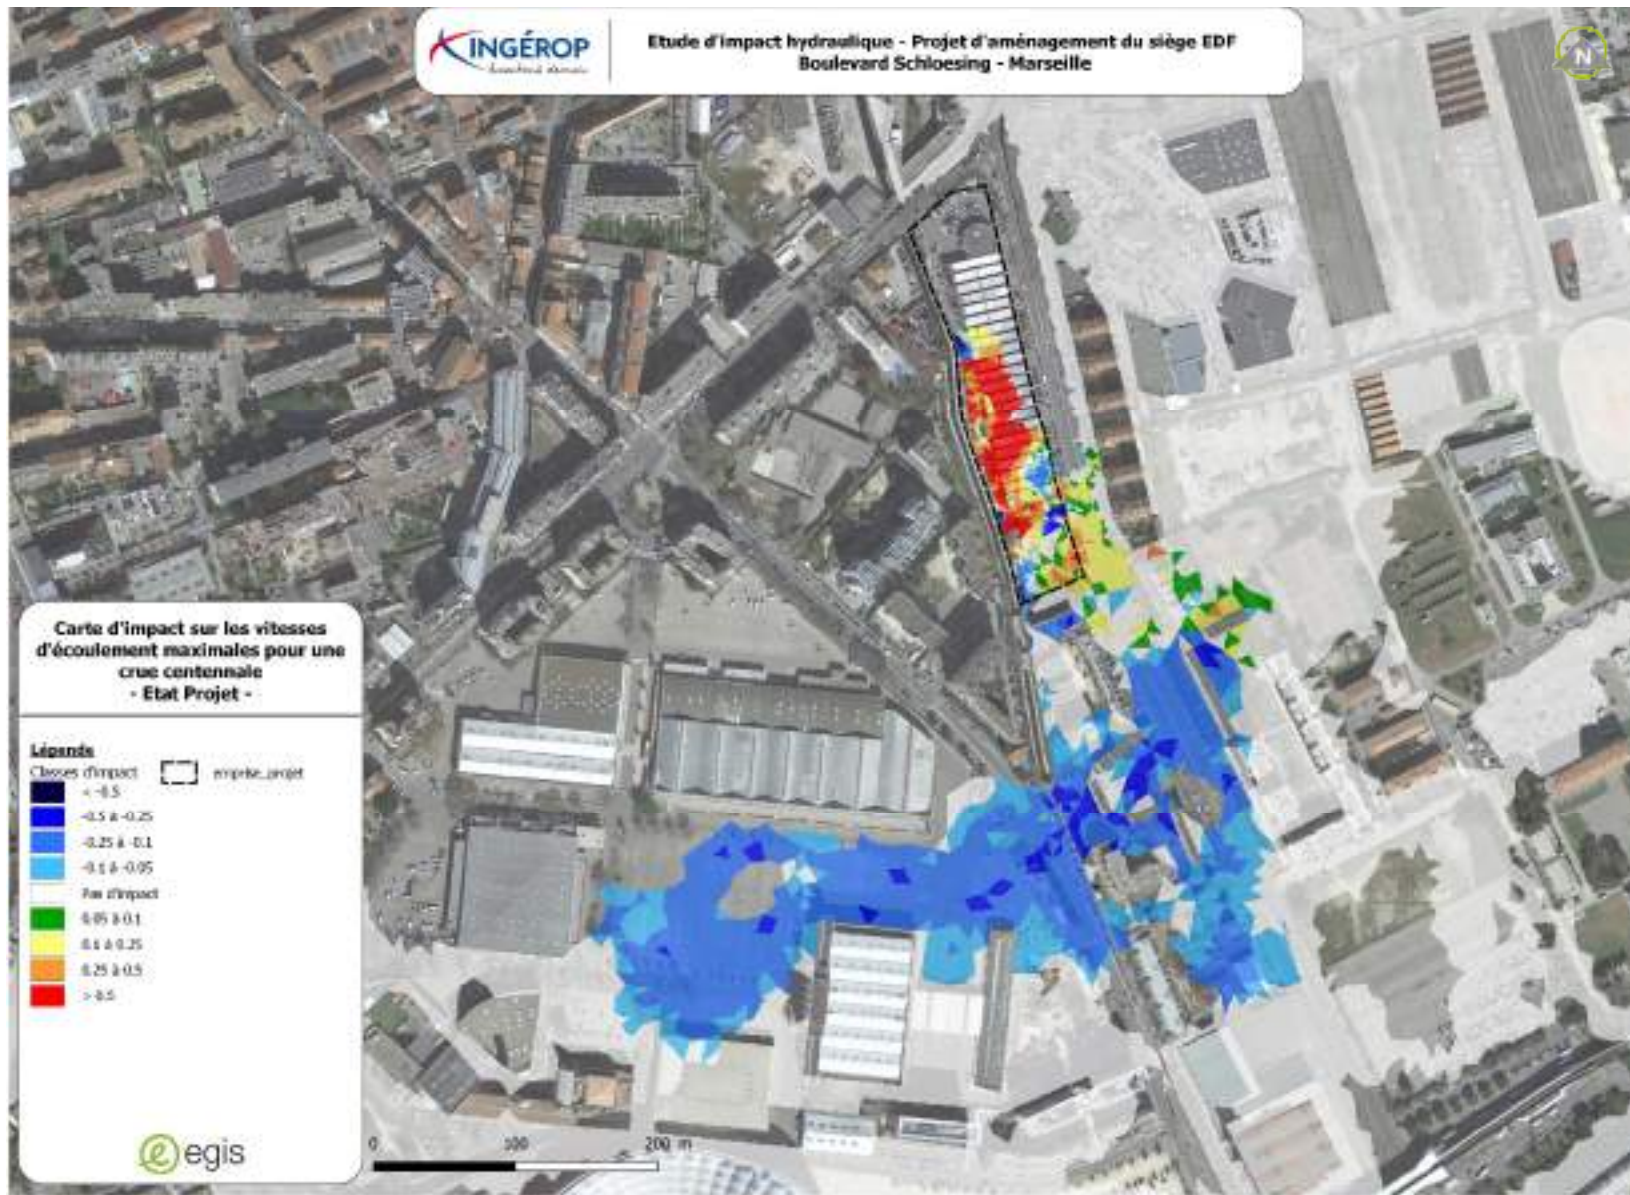 INGÉROP
Etude d'impact hydraulique - Projet d'aménagement du siège EDF
Boulevard Schloesing - Marseille
N
Carte d'impact sur les vitesses
d'écoulement maximales pour une
crue centennale
- Etat Projet -
Légende
Classes d'impact
emprise_projet
< -0.5
-0.5 à -0.25
-0.25 à -0.1
-0.1 à -0.05
Pas d'impact
0.05 à 0.1
0.1 à 0.25
0.25 à 0.5
> 0.5
egis
0 100 200 m